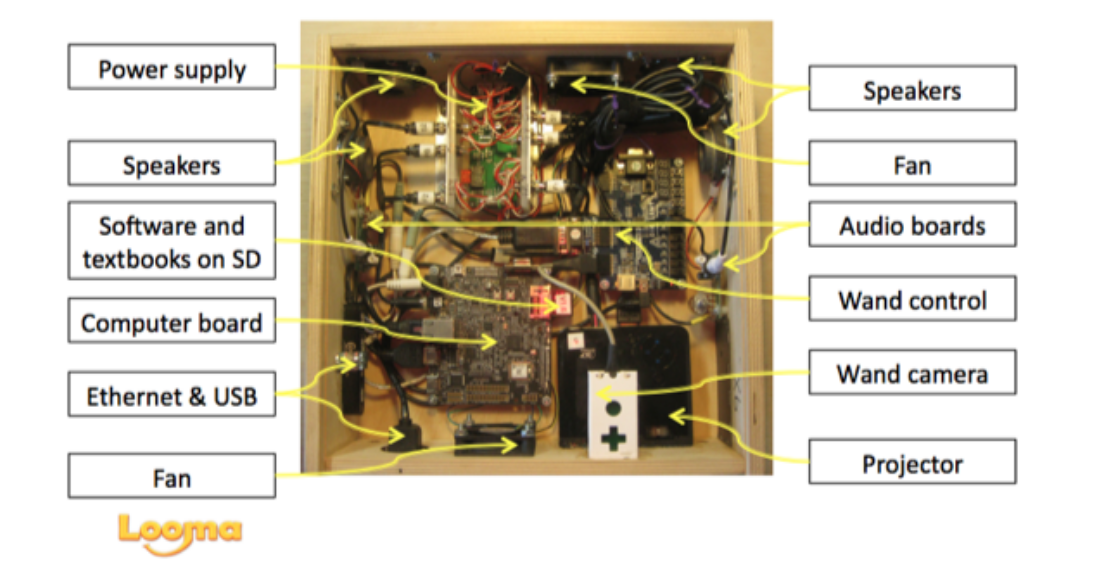 Power supply
Speakers
Software and
textbooks on SD
Computer board
Ethernet & USB
Fan
Speakers
Fan
Audio boards
Wand control
Wand camera
Projector
Looma